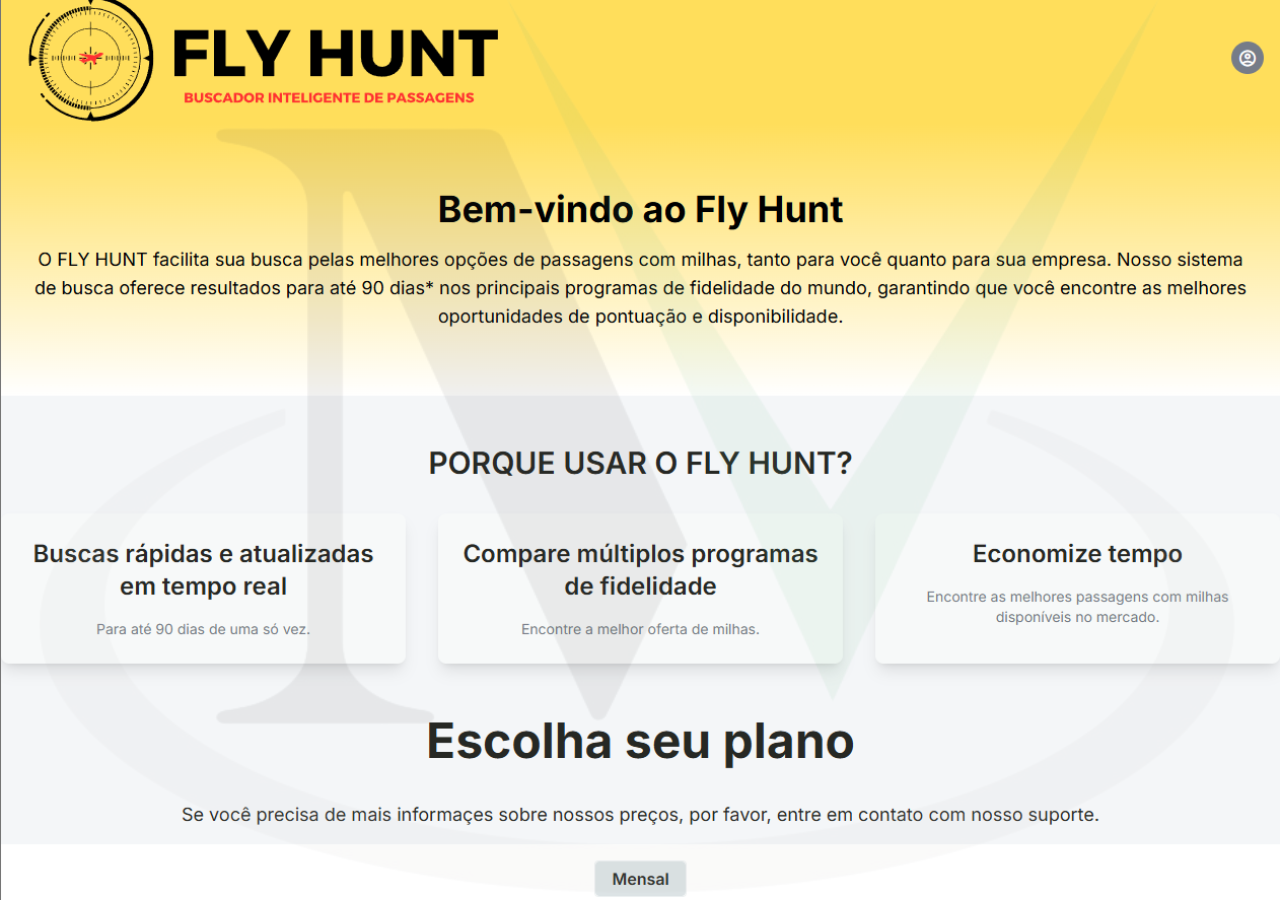 FLY HUNT
BUSCADOR INTELIGENTE DE PASSAGENS
Bem-vindo ao Fly Hunt
O FLY HUNT facilita sua busca pelas melhores opções de passagens com milhas, tanto para você quanto para sua empresa. Nosso sistema
de busca oferece resultados para até 90 dias* nos principais programas de fidelidade do mundo, garantindo que você encontre as melhores
oportunidades de pontuação e disponibilidade.
PORQUE USAR O FLY HUNT?
Buscas rápidas e atualizadas
em tempo real
Para até 90 dias de uma só vez.
Compare múltiplos programas
de fidelidade
Encontre a melhor oferta de milhas.
Economize tempo
Encontre as melhores passagens com milhas
disponíveis no mercado.
Escolha seu plano
Se você precisa de mais informaçes sobre nossos preços, por favor, entre em contato com nosso suporte.
Mensal